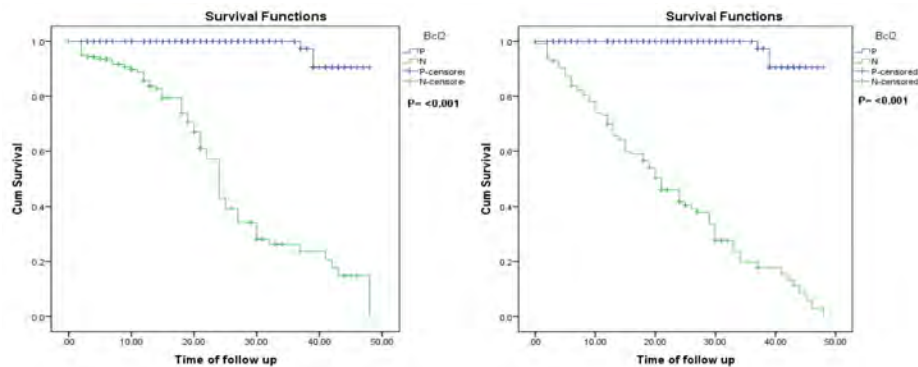 Survival Functions
Bcl2
P
N
P-censored
N-censored
P= <0.001
1.0
0.8
0.6
0.4
0.2
0.0
Cum Survival
.00
10.00
20.00
30.00
40.00
50.00
Time of follow up
Survival Functions
Bcl2
P
N
P-censored
N-censored
P= <0.001
1.0
0.8
0.6
0.4
0.2
0.0
Cum Survival
.00
10.00
20.00
30.00
40.00
50.00
Time of follow up